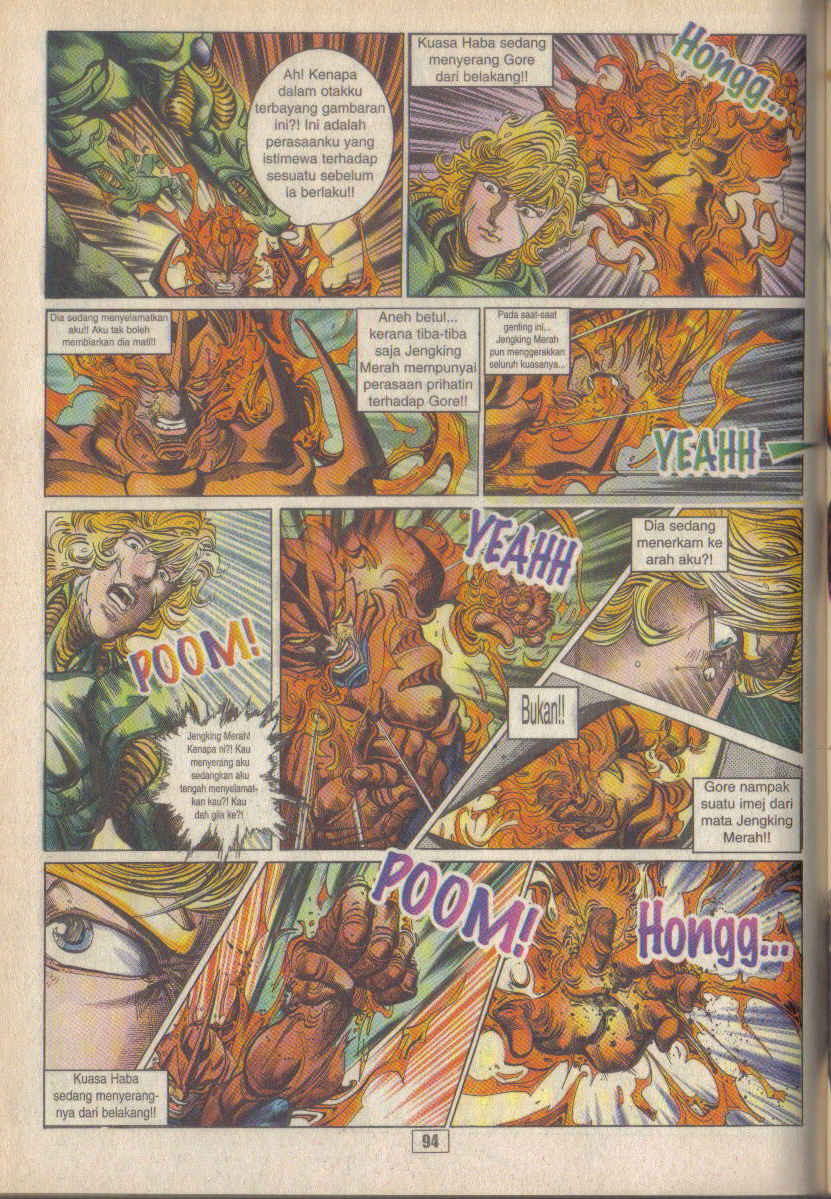 Ah! Kenapa
dalam otakku
terbayang gambaran
ini?! Ini adalah
perasaanku yang
istimewa terhadap
sesuatu sebelum
ia berlaku!!
Kuasa Haba sedang
menyerang Gore
dari belakang!!
Hongg...
Dia sedang menyelamatkan
aku!! Aku tak boleh
membiarkan dia mati!!
Aneh betul...
kerana tiba-tiba
saja Jengking
Merah mempunyai
perasaan prihatin
terhadap Gore!!
Pada saat-saat
genting ini...
Jengking Merah
pun menggerakkan
seluruh kuasanya...
YEAHH
POOM!
Jengking Merah!
Kenapa ni?! Kau
menyerang aku
sedangkan aku
tengah menyelamat-
kan kau?! Kau
dah gila ke?!
YEAHH
Dia sedang
menerkam ke
arah aku?!
Bukan!!
Gore nampak
suatu imej dari
mata Jengking
Merah!!
Kuasa Haba
sedang menyerang-
nya dari belakang!!
POOM!
Hongg...
94